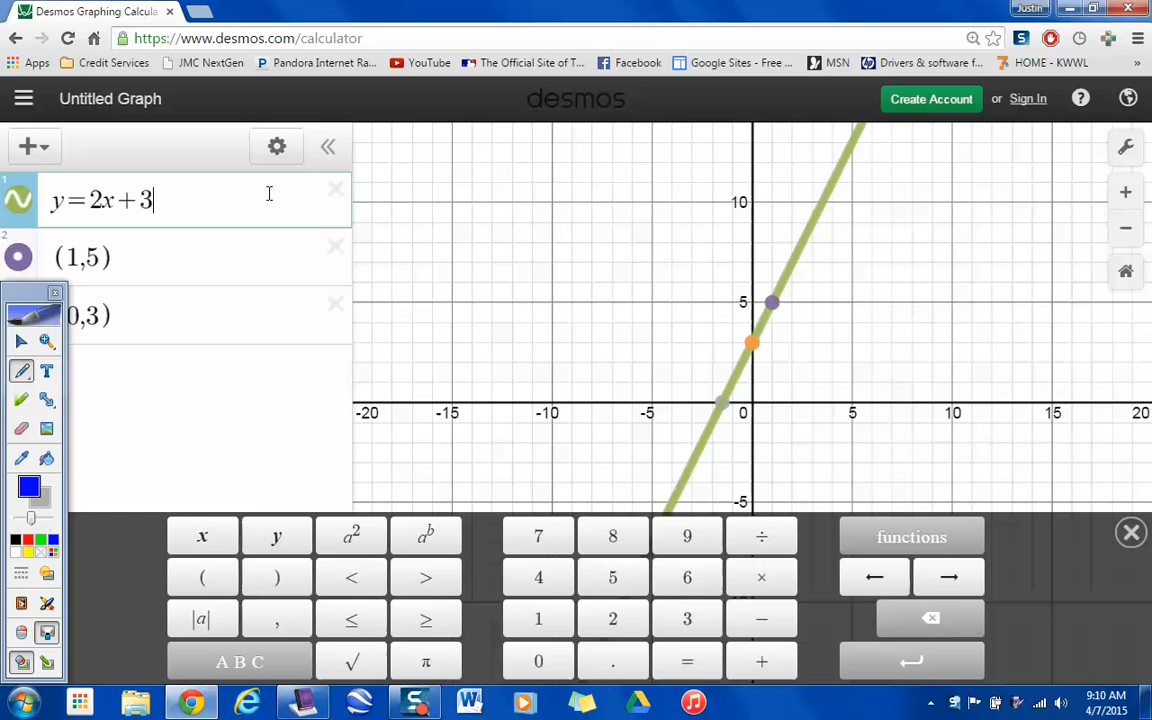 Desmos Graphing Calcula
Justin
https://www.desmos.com/calculator
Apps Credit Services JMC NextGen Pandora Internet Ra... YouTube The Official Site of T... Facebook Google Sites - Free ... MSN Drivers & software f... HOME - KWWL »
Untitled Graph
desmos
Create Account or Sign In
1
y=2x+3
2
(1,5)
0,3)
10
5
-20 -15 -10 -5 0 5 10 15 20
-5
x y a² aᵇ 7 8 9 ÷ functions
( ) < > 4 5 6 × ← →
|a| , ≤ ≥ 1 2 3 −
A B C √ π 0 . = +
9:10 AM
4/7/2015